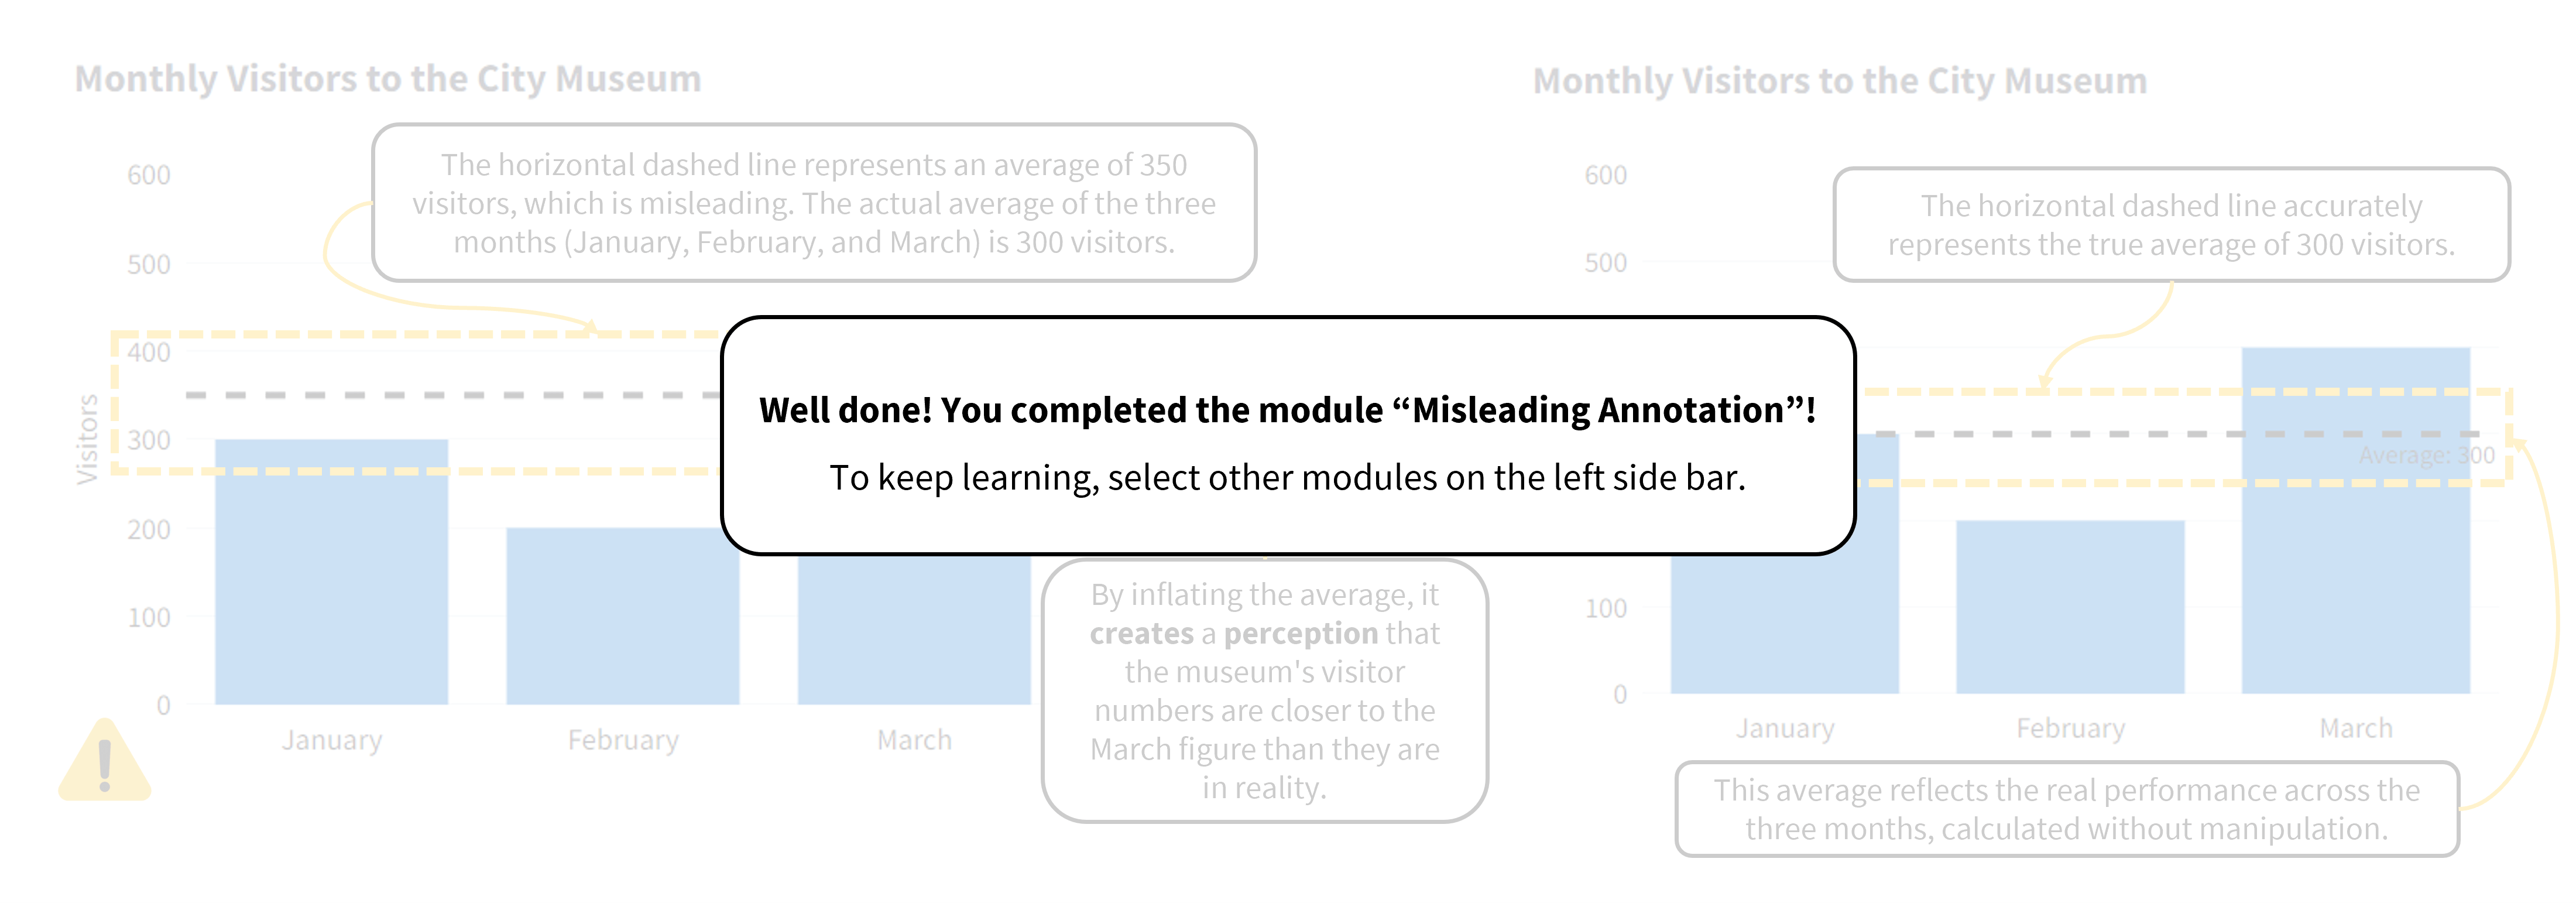 Monthly Visitors to the City Museum
The horizontal dashed line represents an average of 350
visitors, which is misleading. The actual average of the three
months (January, February, and March) is 300 visitors.
600
500
400
300
200
100
0
Visitors
January
February
March
Well done! You completed the module “Misleading Annotation”!
To keep learning, select other modules on the left side bar.
By inflating the average, it
creates a perception that
the museum's visitor
numbers are closer to the
March figure than they are
in reality.
Monthly Visitors to the City Museum
The horizontal dashed line accurately
represents the true average of 300 visitors.
600
500
100
0
Average: 300
January
February
March
This average reflects the real performance across the
three months, calculated without manipulation.